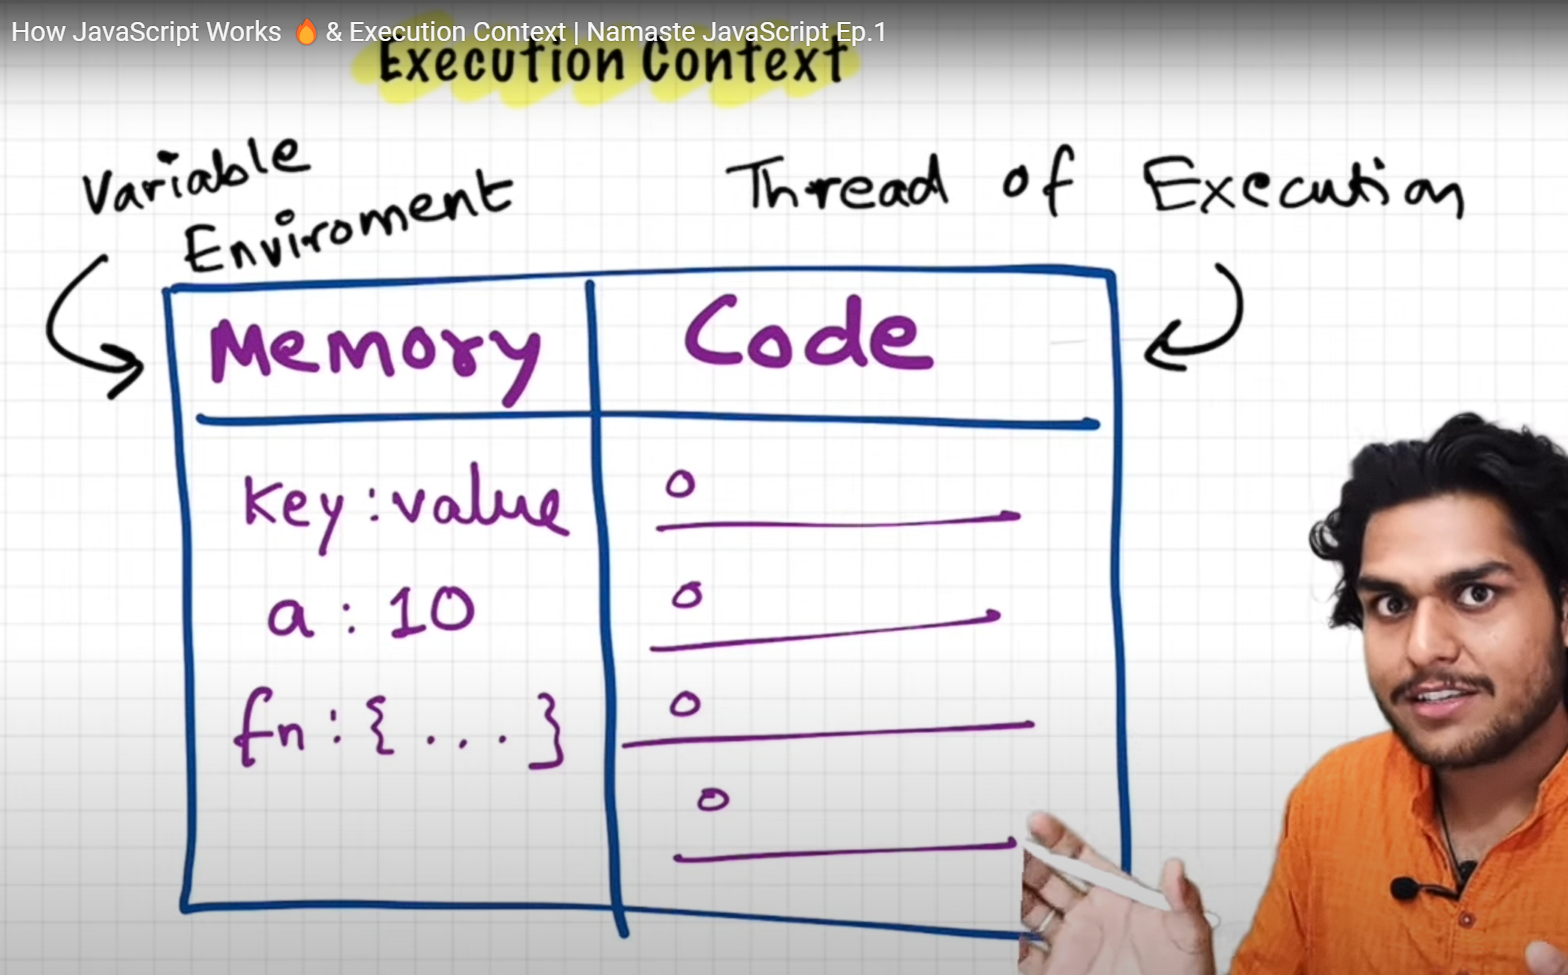 How JavaScript Works 🔥 & Execution Context | Namaste JavaScript Ep.1
Execution Context
Variable
Enviroment
Thread of Execution
Memory
Code
key : value
a : 10
fn : { . . . . }